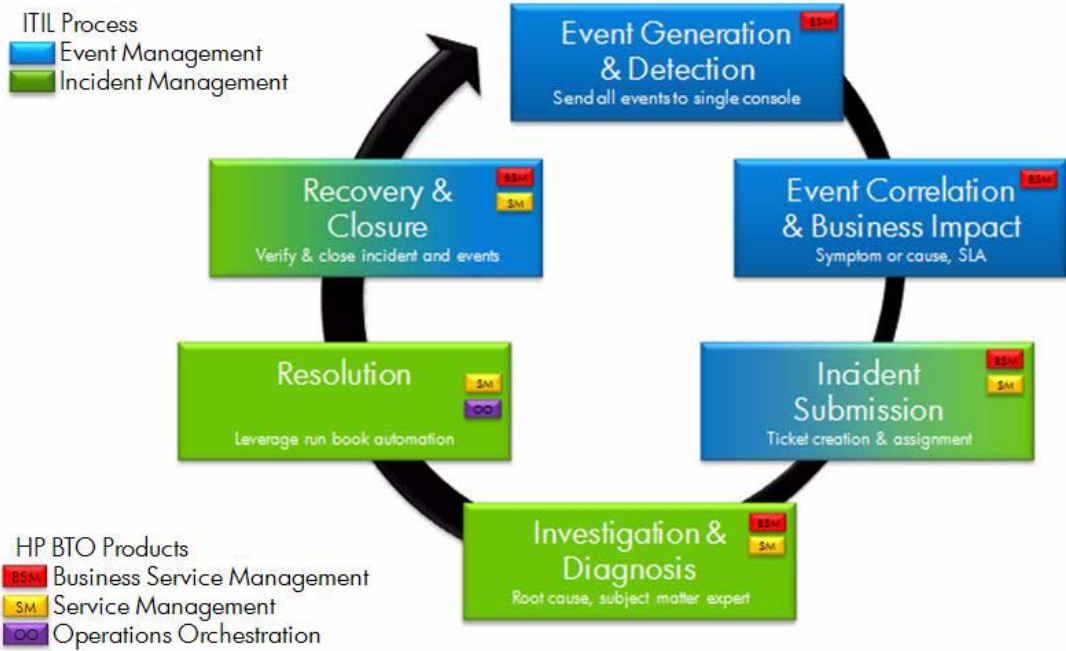 ITIL Process
Event Management
Incident Management
Event Generation
& Detection
Send all events to single console
BSM
Event Correlation
& Business Impact
Symptom or cause, SLA
BSM
Incident
Submission
Ticket creation & assignment
BSM
SM
Investigation &
Diagnosis
Root cause, subject matter expert
BSM
SM
Resolution
Leverage run book automation
SM
OO
Recovery &
Closure
Verify & close incident and events
BSM
SM
HP BTO Products
BSM Business Service Management
SM Service Management
OO Operations Orchestration